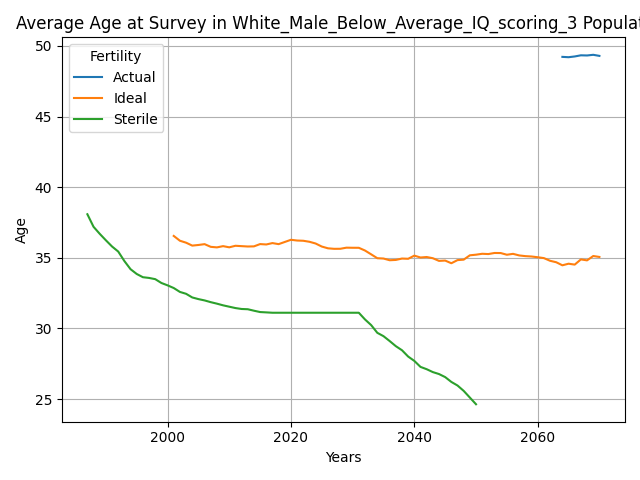 Average Age at Survey in White_Male_Below_Average_IQ_scoring_3 Populat
Fertility
Actual
Ideal
Sterile
50
45
40
35
30
25
Age
2000 2020 2040 2060
Years